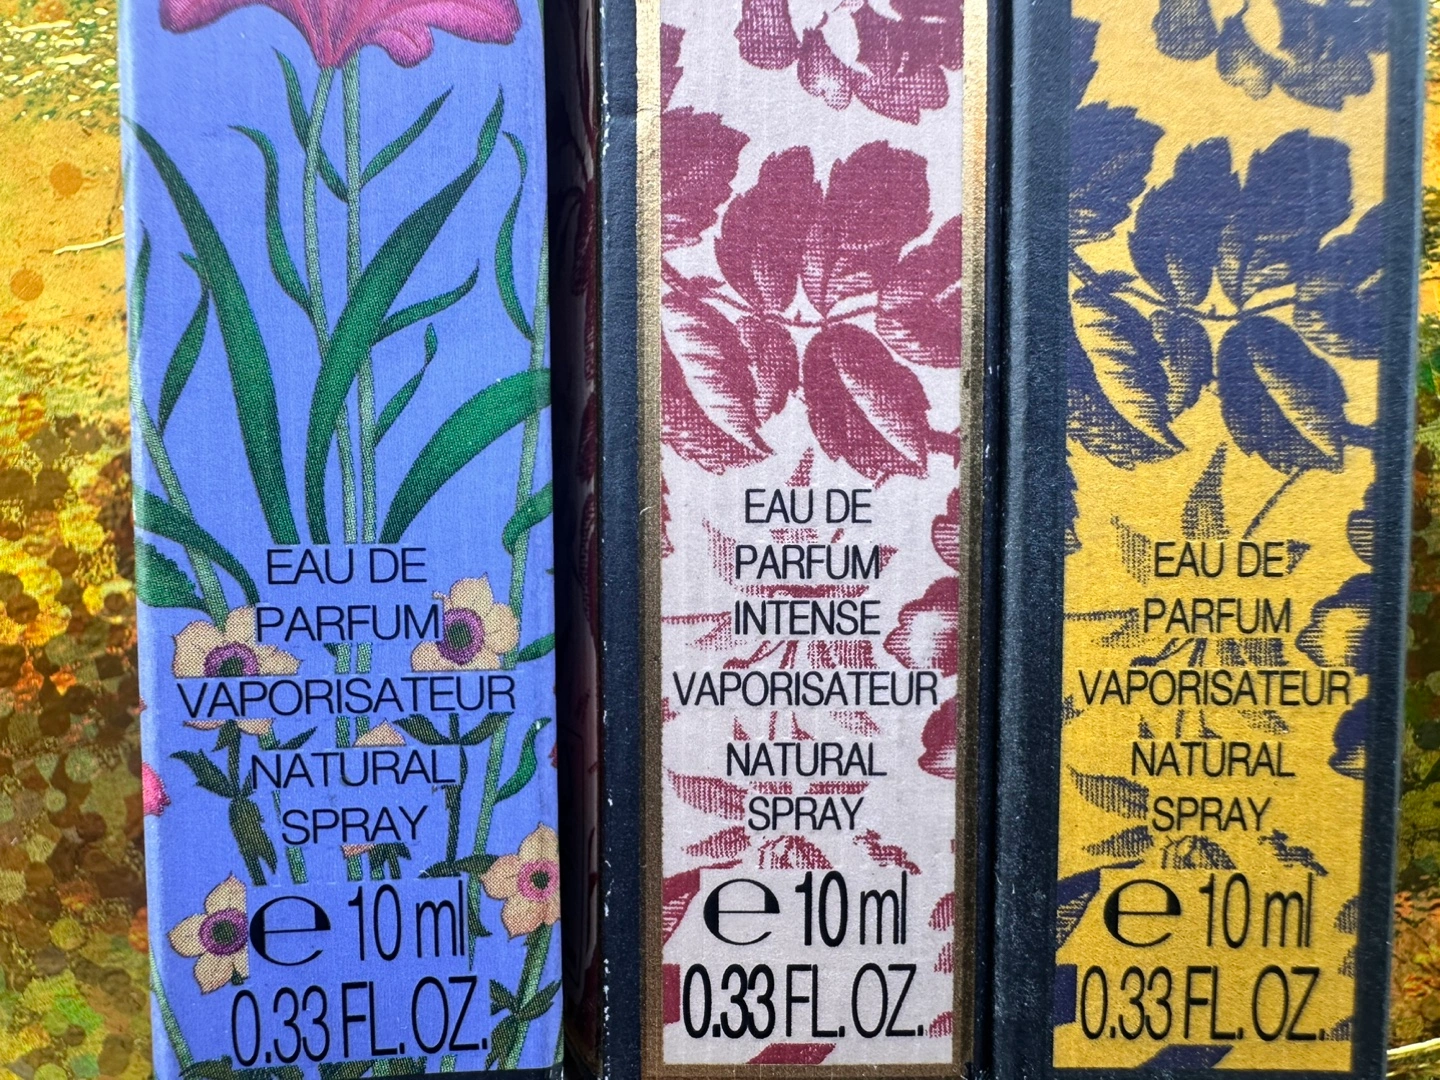 EAU DE
PARFUM
VAPORISATEUR
NATURAL
SPRAY
℮ 10 ml
0.33 FL. OZ.
EAU DE
PARFUM
INTENSE
VAPORISATEUR
NATURAL
SPRAY
℮ 10 ml
0.33 FL. OZ.
EAU DE
PARFUM
VAPORISATEUR
NATURAL
SPRAY
℮ 10 ml
0.33 FL. OZ.